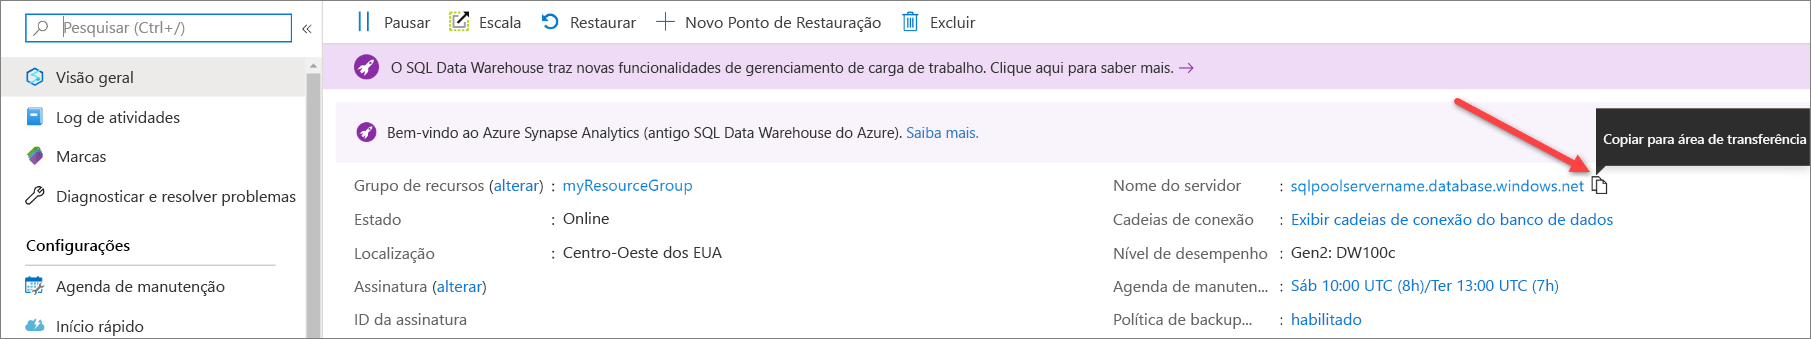 Pesquisar (Ctrl+/)
«
Visão geral
Log de atividades
Marcas
Diagnosticar e resolver problemas
Configurações
Agenda de manutenção
Início rápido
Pausar Escala Restaurar Novo Ponto de Restauração Excluir
O SQL Data Warehouse traz novas funcionalidades de gerenciamento de carga de trabalho. Clique aqui para saber mais. →
Bem-vindo ao Azure Synapse Analytics (antigo SQL Data Warehouse do Azure). Saiba mais.
Copiar para área de transferência
Grupo de recursos (alterar) : myResourceGroup
Estado : Online
Localização : Centro-Oeste dos EUA
Assinatura (alterar)
ID da assinatura
Nome do servidor : sqlpoolservername.database.windows.net
Cadeias de conexão : Exibir cadeias de conexão do banco de dados
Nível de desempenho : Gen2: DW100c
Agenda de manuten... : Sáb 10:00 UTC (8h)/Ter 13:00 UTC (7h)
Política de backup... : habilitado